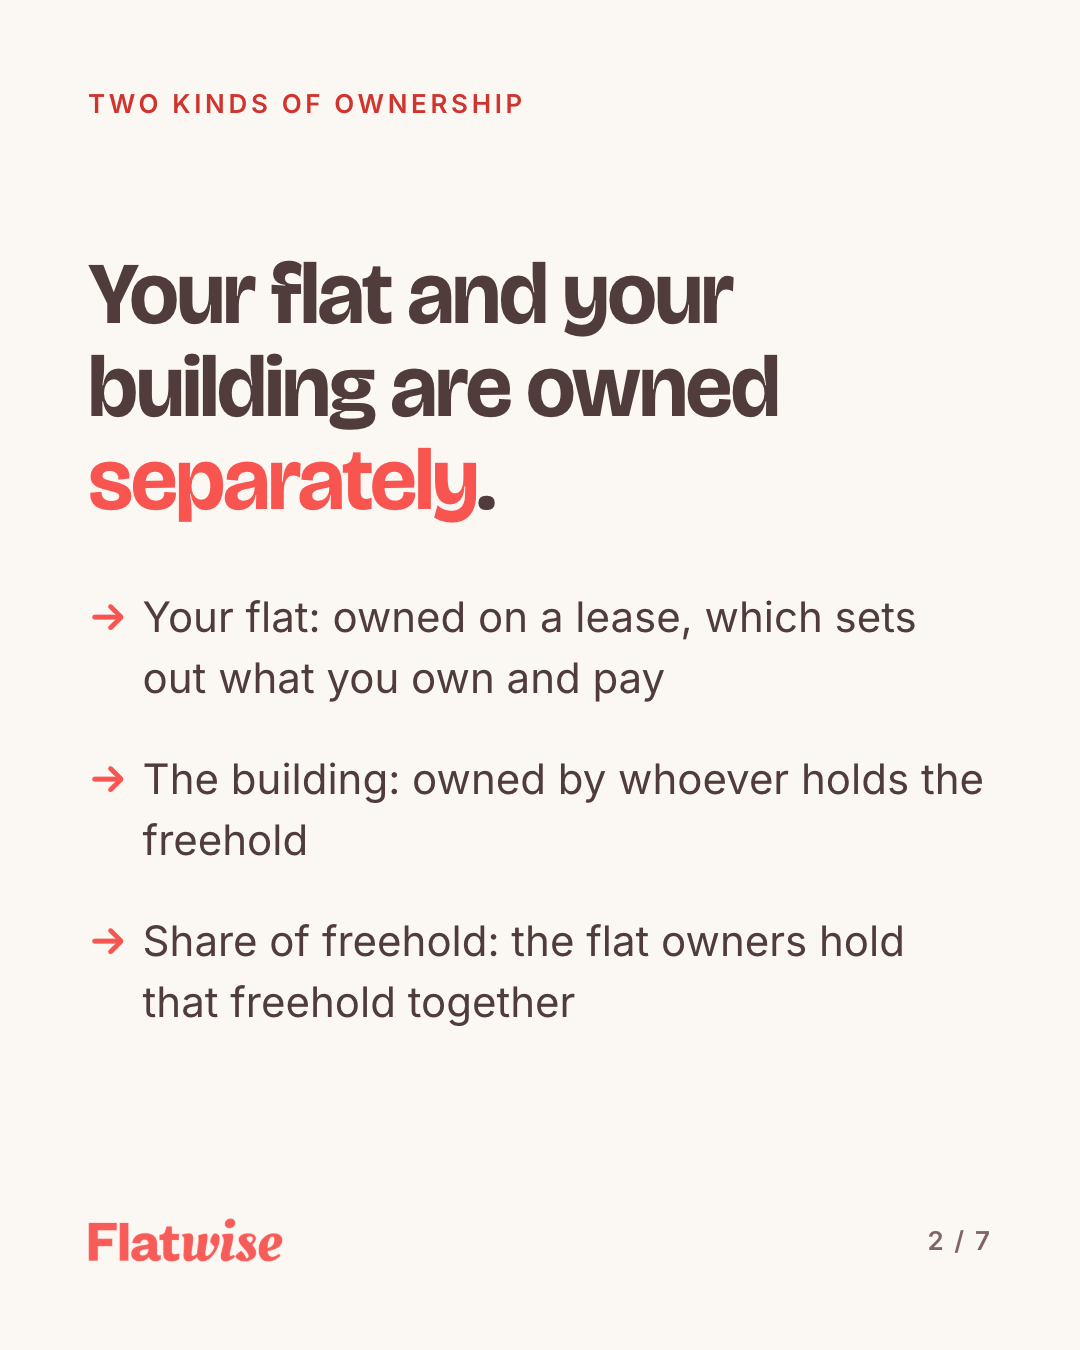 TWO KINDS OF OWNERSHIP
Your flat and your
building are owned
separately.
→ Your flat: owned on a lease, which sets
out what you own and pay
→ The building: owned by whoever holds the
freehold
→ Share of freehold: the flat owners hold
that freehold together
Flatwise
2 / 7